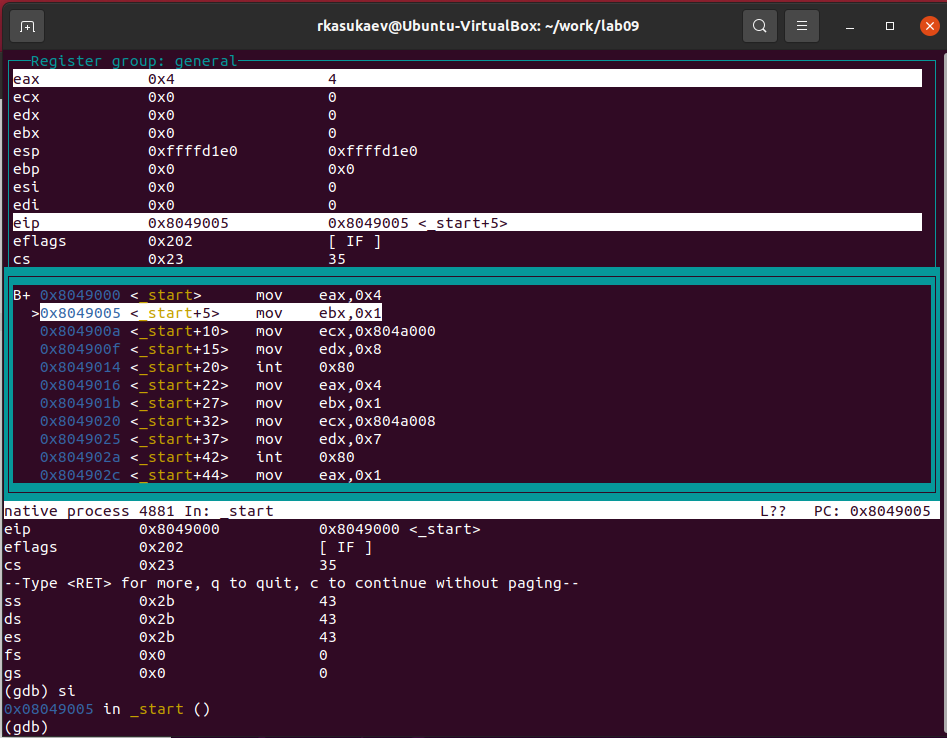 rkasukaev@Ubuntu-VirtualBox: ~/work/lab09
Register group: general
eax 0x4 4
ecx 0x0 0
edx 0x0 0
ebx 0x0 0
esp 0xffffd1e0 0xffffd1e0
ebp 0x0 0x0
esi 0x0 0
edi 0x0 0
eip 0x8049005 0x8049005 <_start+5>
eflags 0x202 [ IF ]
cs 0x23 35
B+ 0x8049000 <_start> mov eax,0x4
>0x8049005 <_start+5> mov ebx,0x1
0x804900a <_start+10> mov ecx,0x804a000
0x804900f <_start+15> mov edx,0x8
0x8049014 <_start+20> int 0x80
0x8049016 <_start+22> mov eax,0x4
0x804901b <_start+27> mov ebx,0x1
0x8049020 <_start+32> mov ecx,0x804a008
0x8049025 <_start+37> mov edx,0x7
0x804902a <_start+42> int 0x80
0x804902c <_start+44> mov eax,0x1
native process 4881 In: _start L?? PC: 0x8049005
eip 0x8049000 0x8049000 <_start>
eflags 0x202 [ IF ]
cs 0x23 35
--Type <RET> for more, q to quit, c to continue without paging--
ss 0x2b 43
ds 0x2b 43
es 0x2b 43
fs 0x0 0
gs 0x0 0
(gdb) si
0x08049005 in _start ()
(gdb)